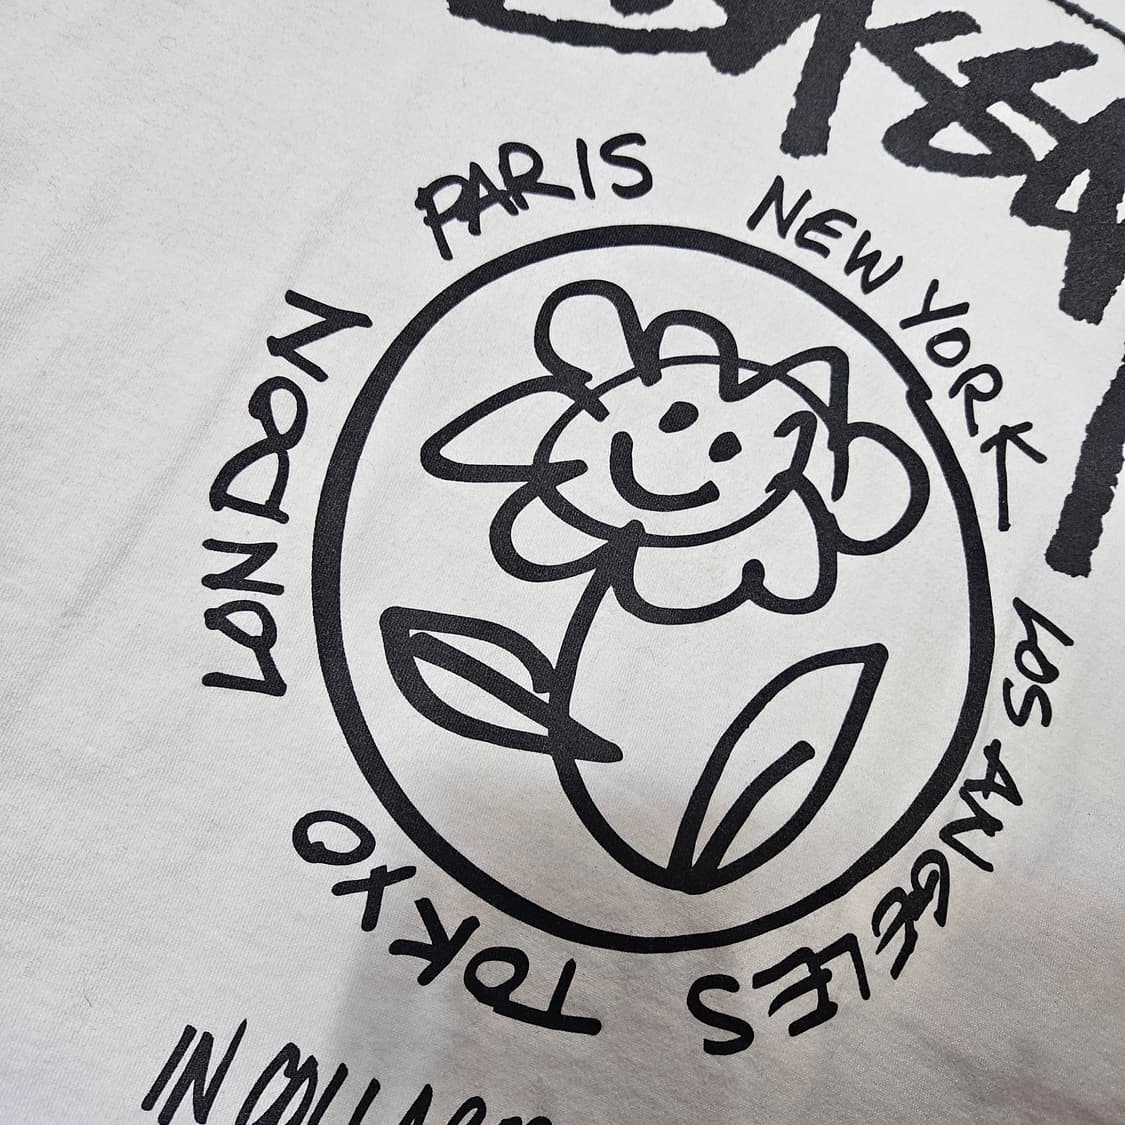 PARIS
NEW YORK
LOS ANGELES
TOKYO
LONDON
IN